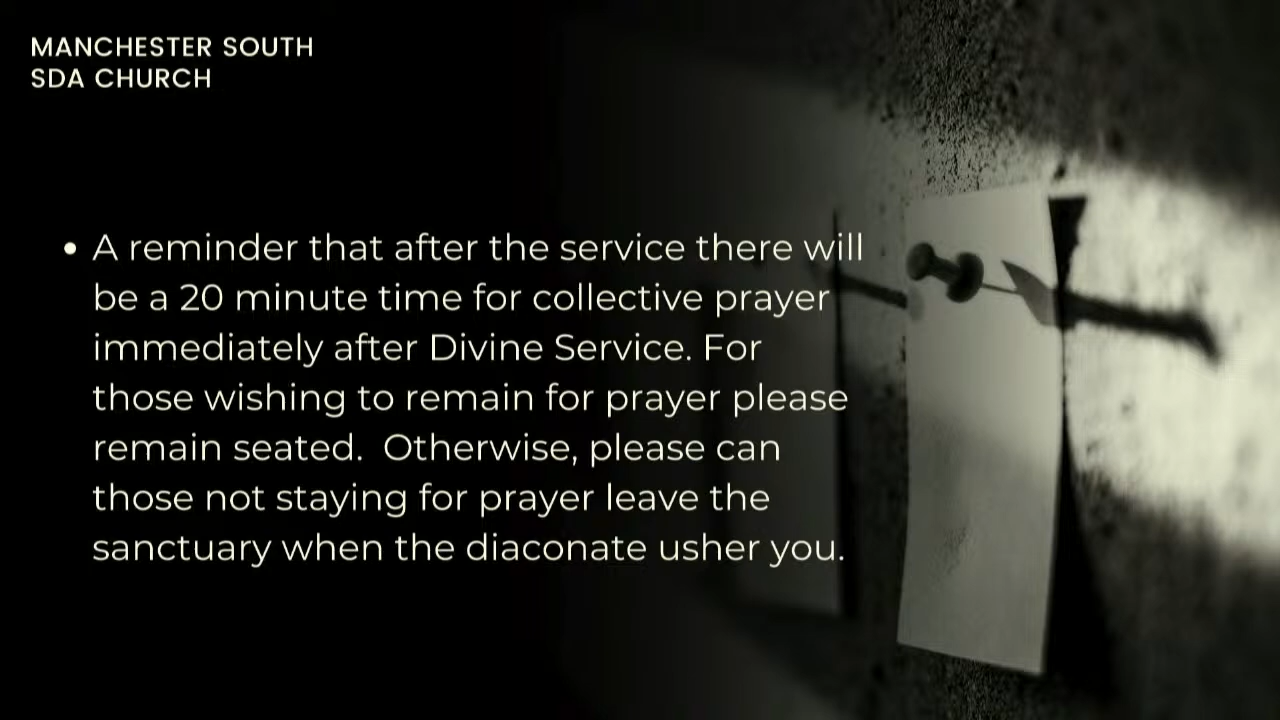 MANCHESTER SOUTH
SDA CHURCH
• A reminder that after the service there will
be a 20 minute time for collective prayer
immediately after Divine Service. For
those wishing to remain for prayer please
remain seated.  Otherwise, please can
those not staying for prayer leave the
sanctuary when the diaconate usher you.